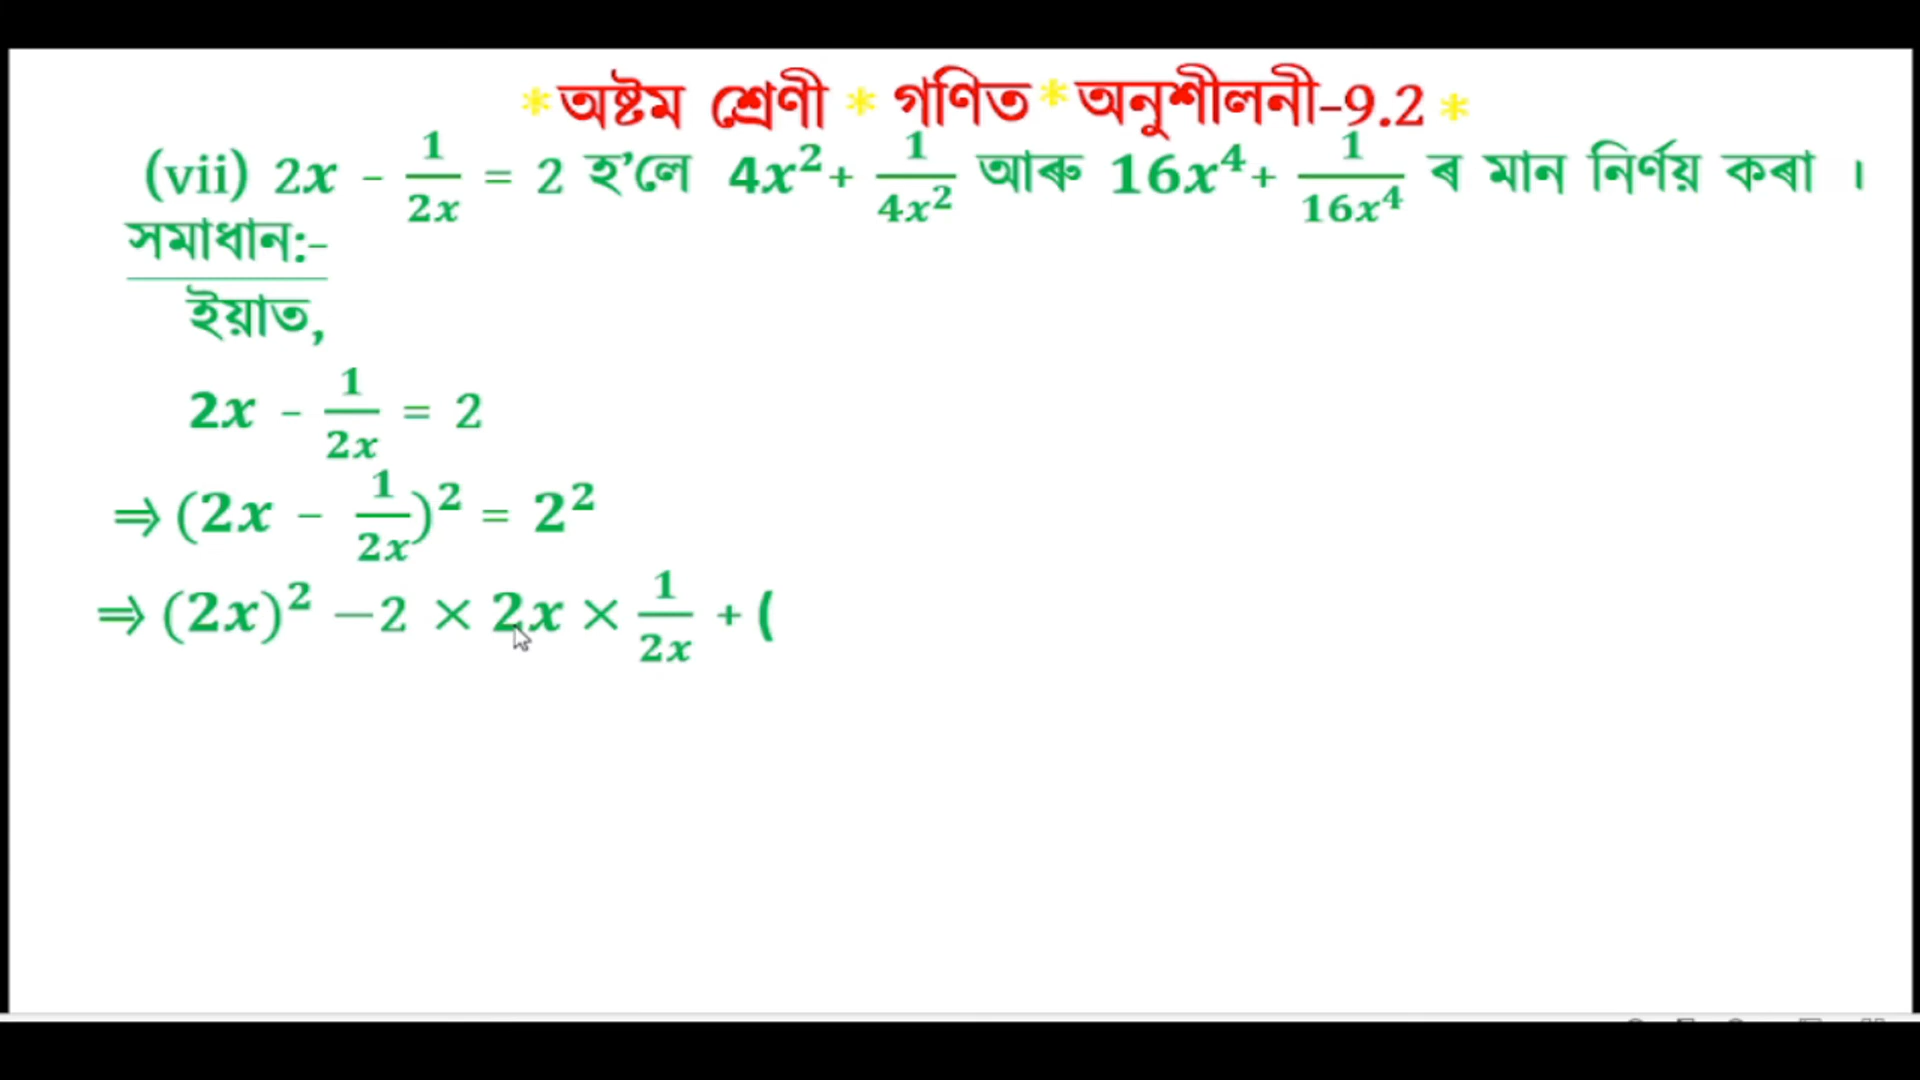 *অষ্টম শ্ৰেণী * গণিত *অনুশীলনী-9.2 *
(vii) 2x - 1/2x = 2 হ’লে 4x²+ 1/4x² আৰু 16x⁴+ 1/16x⁴ ৰ মান নিৰ্ণয় কৰা ।
সমাধান:-
ইয়াত,
2x - 1/2x = 2
⇒ (2x - 1/2x)² = 2²
⇒ (2x)² −2 × 2x × 1/2x + (